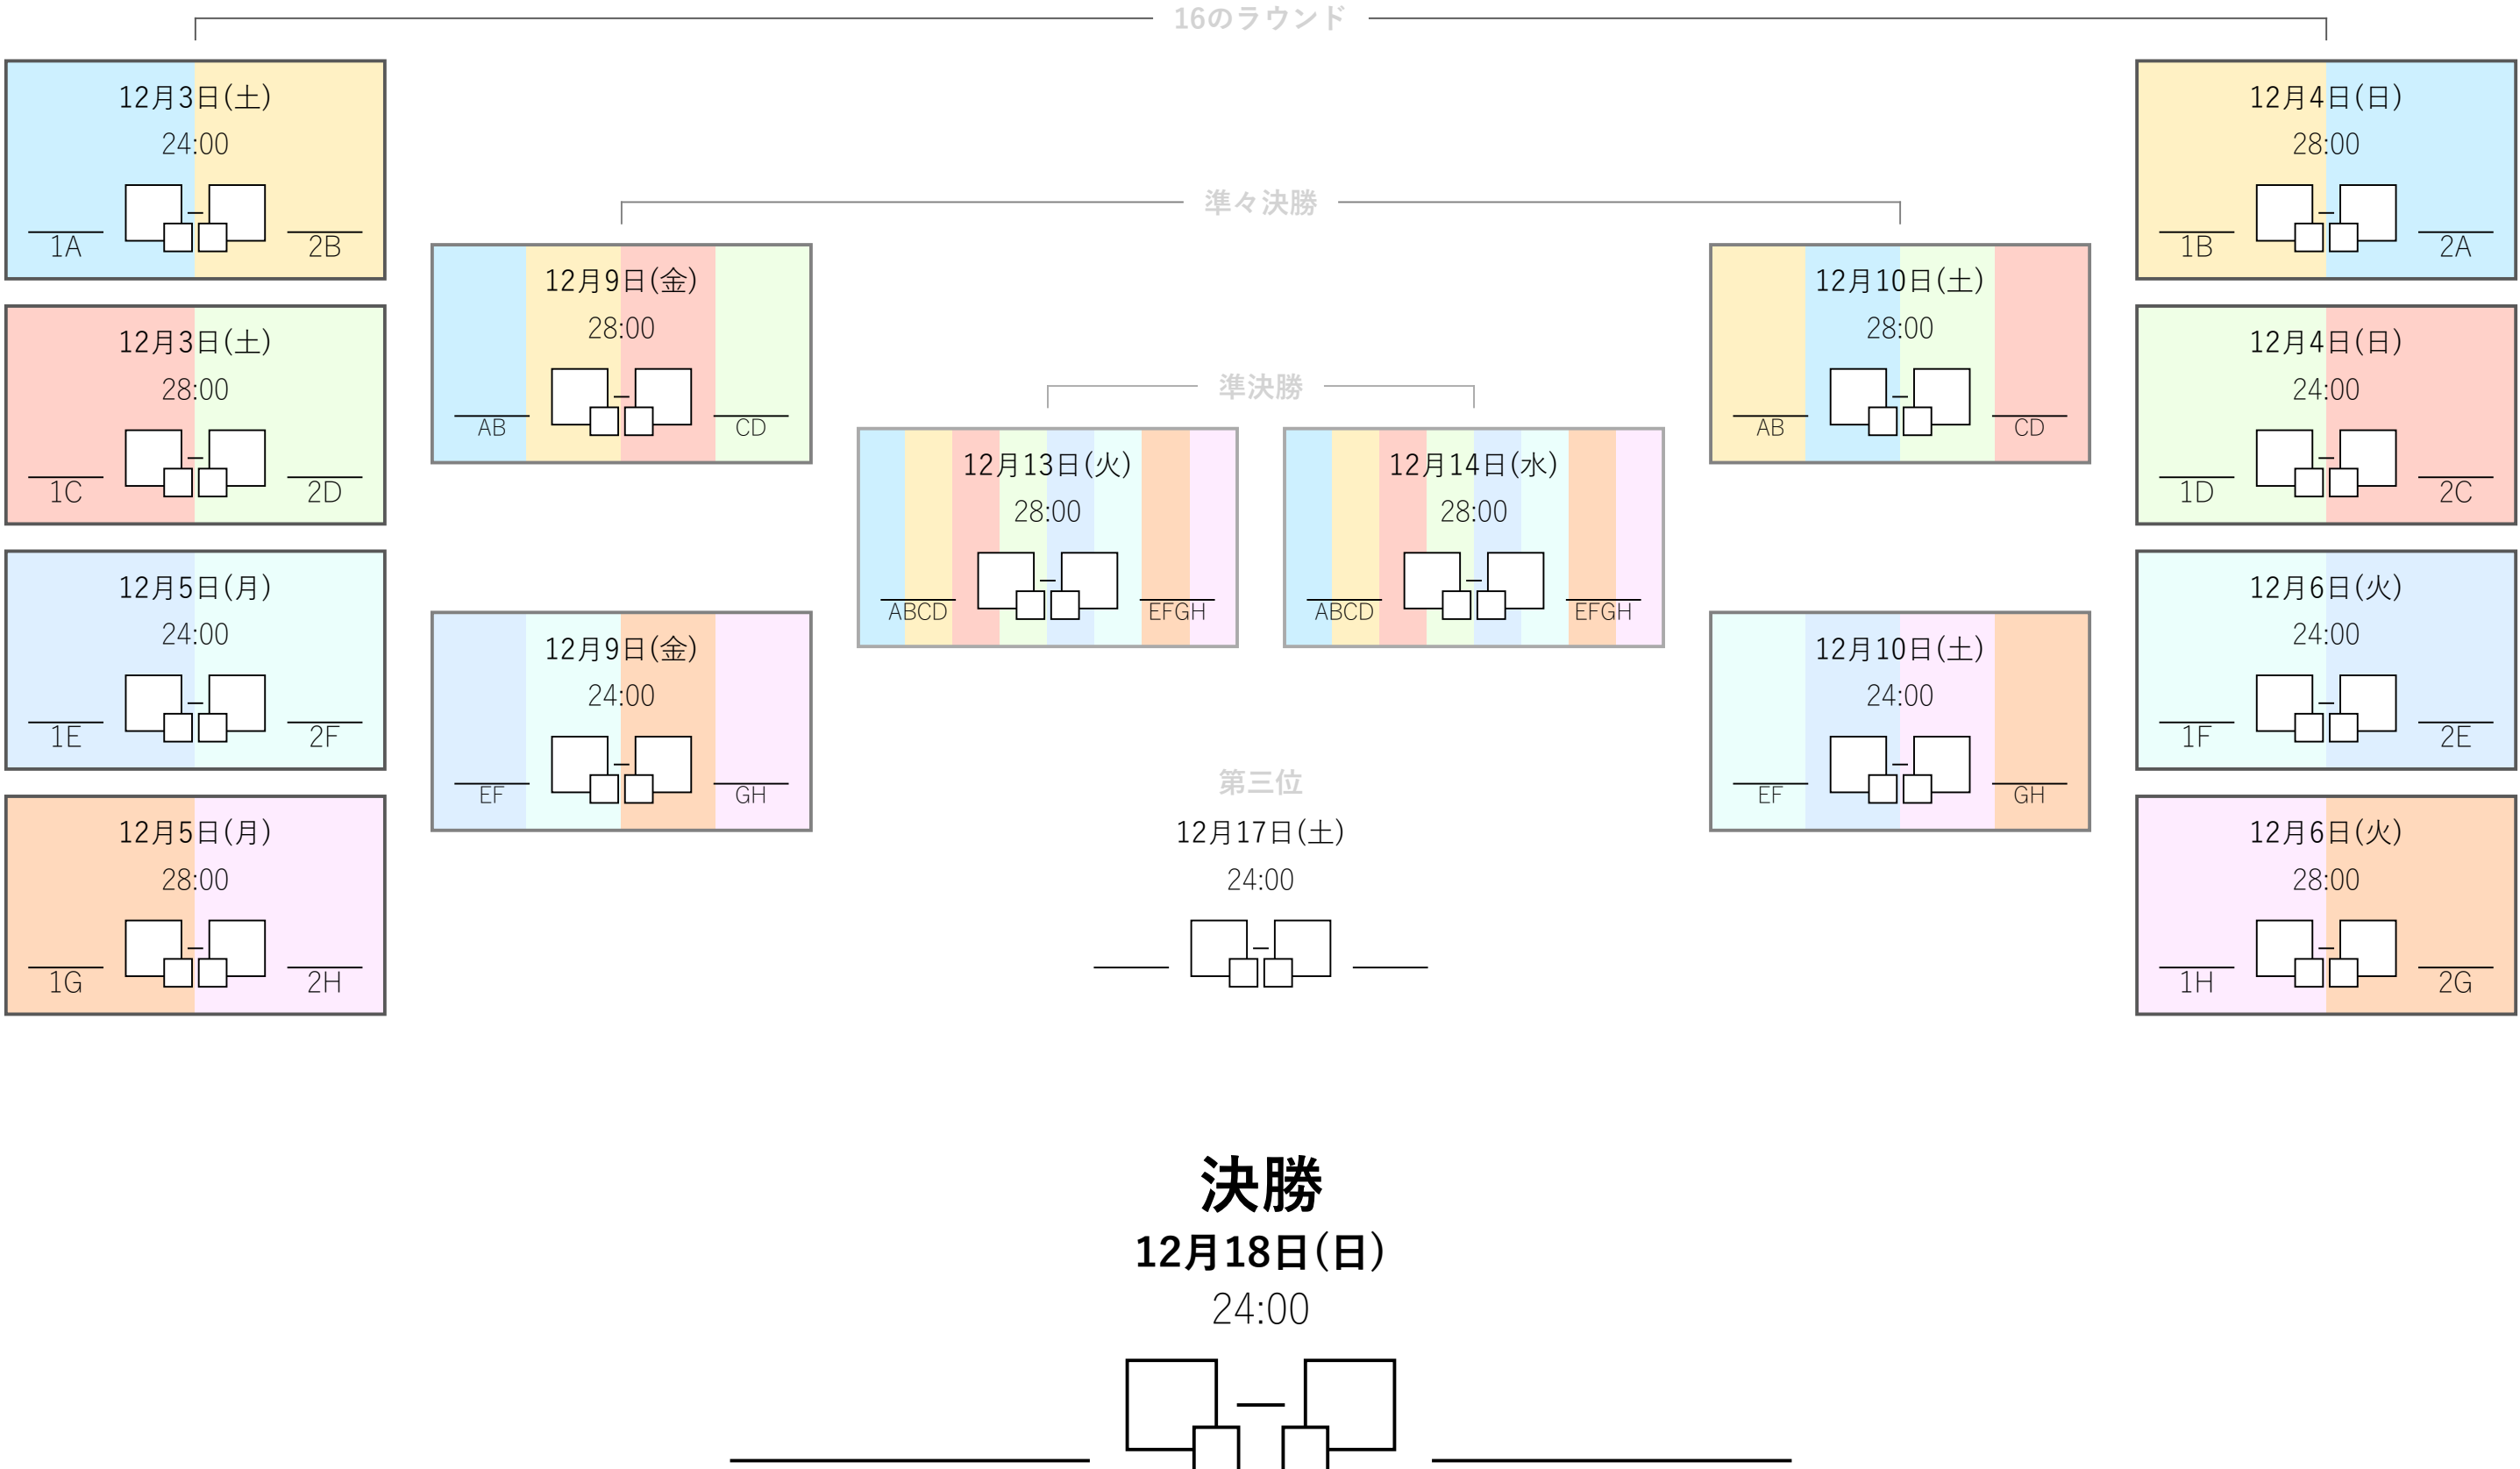 16のラウンド
12月3日(土)
24:00
1A
2B
12月3日(土)
28:00
1C
2D
12月5日(月)
24:00
1E
2F
12月5日(月)
28:00
1G
2H
準々決勝
12月9日(金)
28:00
AB
CD
12月9日(金)
24:00
EF
GH
準決勝
12月13日(火)
28:00
ABCD
EFGH
12月14日(水)
28:00
ABCD
EFGH
12月10日(土)
28:00
AB
CD
12月10日(土)
24:00
EF
GH
12月4日(日)
28:00
1B
2A
12月4日(日)
24:00
1D
2C
12月6日(火)
24:00
1F
2E
12月6日(火)
28:00
1H
2G
第三位
12月17日(土)
24:00
決勝
12月18日(日)
24:00